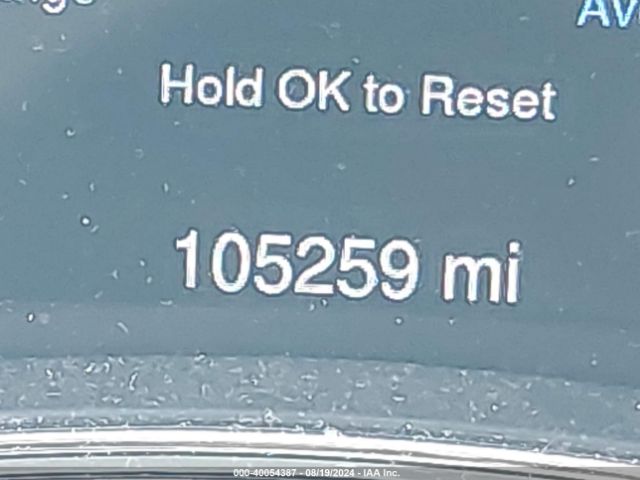 Hold OK to Reset
105259 mi
000-40054387 - 08/19/2024 - IAA Inc.